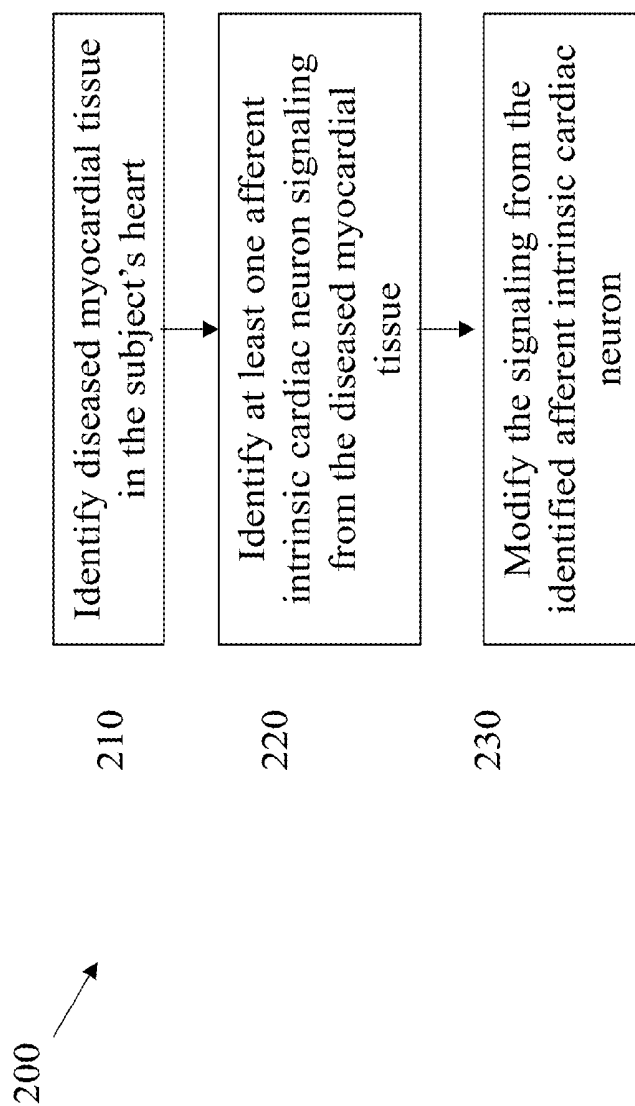 200
210
Identify diseased myocardial tissue
in the subject's heart
220
Identify at least one afferent
intrinsic cardiac neuron signaling
from the diseased myocardial
tissue
230
Modify the signaling from the
identified afferent intrinsic cardiac
neuron